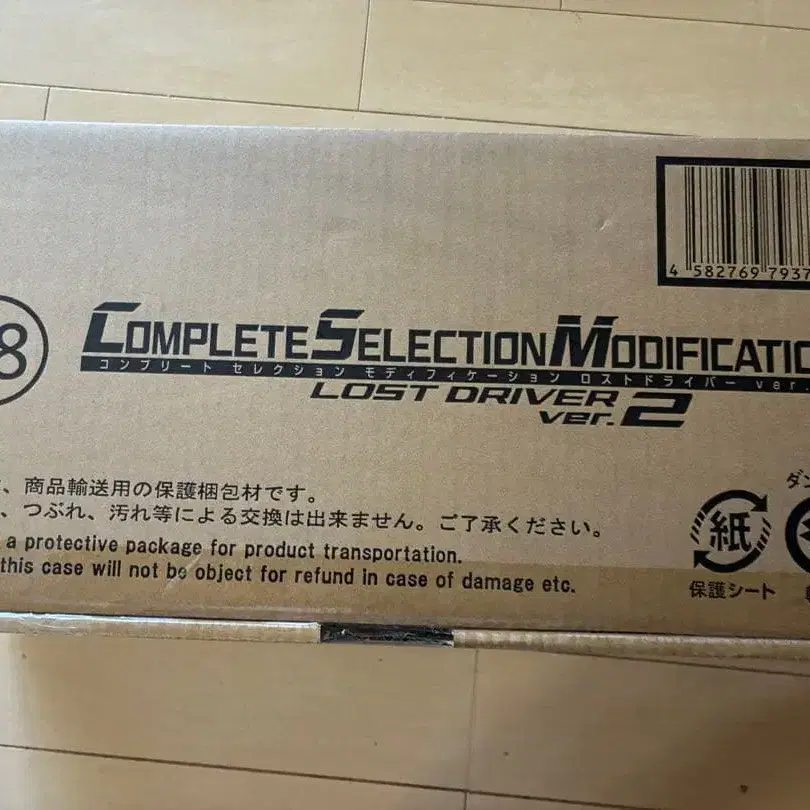 4 582769 7937
8
COMPLETE SELECTION MODIFICATIO
コンプリート セレクション モディフィケーション ロストドライバー ver.
LOST DRIVER
ver. 2
、商品輸送用の保護梱包材です。
、つぶれ、汚れ等による交換は出来ません。ご了承ください。
a protective package for product transportation.
this case will not be object for refund in case of damage etc.
ダン
紙
保護シート